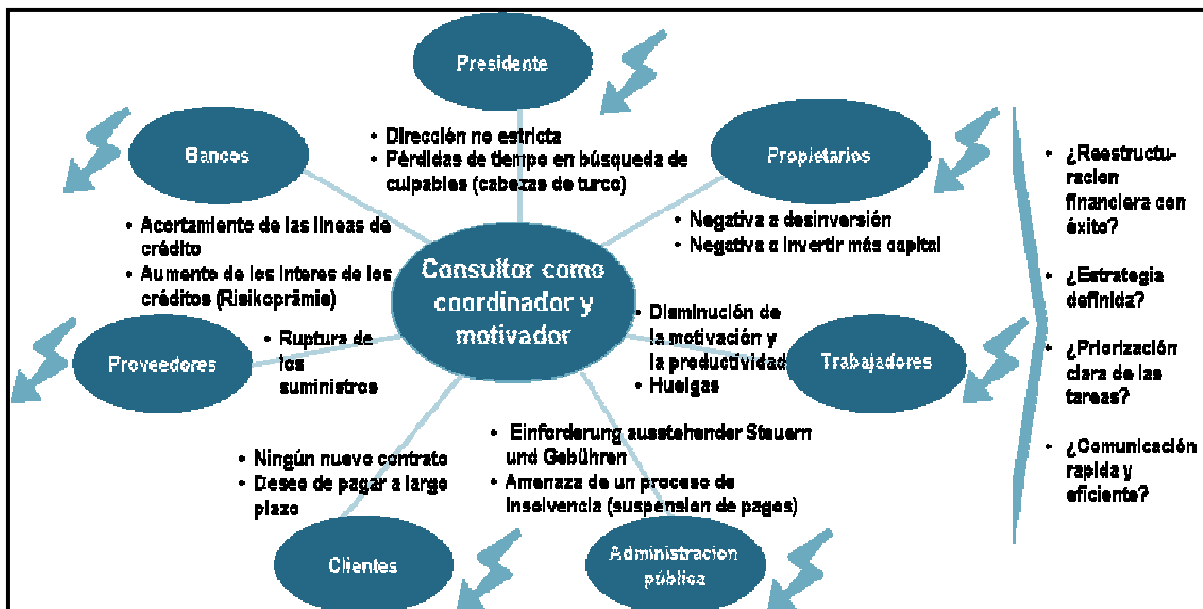 Presidente
Bancos
Propietarios
• Dirección no estricta
• Pérdidas de tiempo en búsqueda de
culpables (cabezas de turco)
• Acortamiento de las lineas de
crédito
• Aumento de los interes de los
créditos (Risikoprämie)
• Negativa a desinversión
• Negativa a invertir más capital
Consultor como
coordinador y
motivador
Proveedores
• Ruptura de
los
suministros
• Disminución de
la motivación y
la productividad
• Huelgas
Trabajadores
• Ningún nuevo contrato
• Deseo de pagar a largo
plazo
• Einforderung ausstehender Steuern
und Gebühren
• Amenaza de un proceso de
insolvencia (suspension de pagos)
Clientes
Administracion
pública
• ¿Reestructu-
racion
financiera con
éxito?
• ¿Estrategia
definida?
• ¿Priorización
clara de las
tareas?
• ¿Comunicación
rapida y
eficiente?